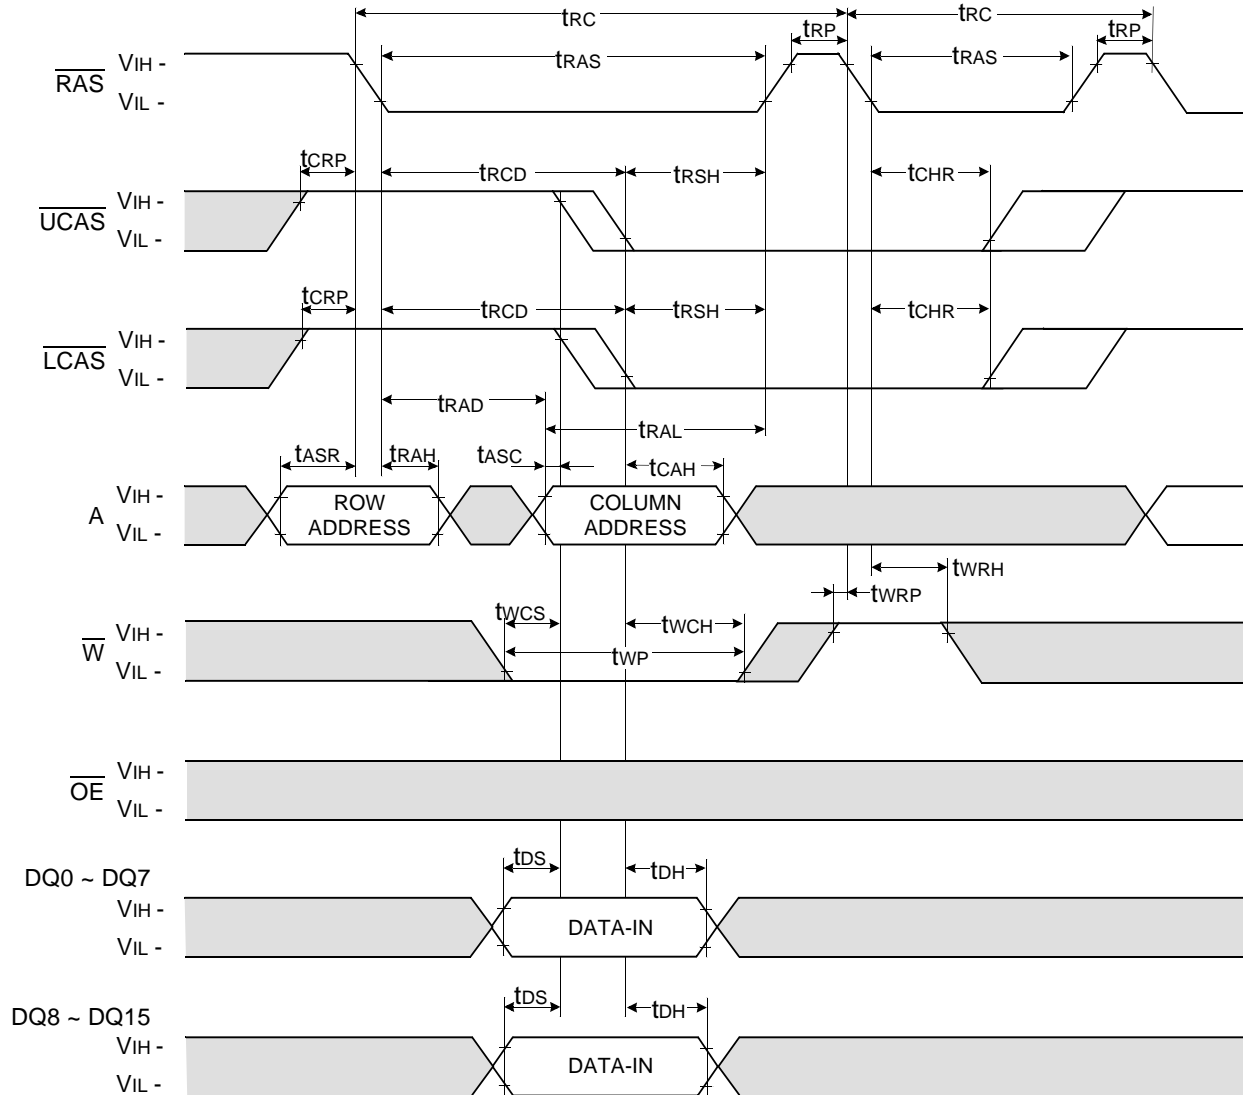 tRC tRC
tRP tRP
tRAS tRAS
RAS VIH -
VIL -
tCRP tRCD tRSH tCHR
UCAS VIH -
VIL -
tCRP tRCD tRSH tCHR
LCAS VIH -
VIL -
tRAD
tRAL
tASR tRAH tASC tCAH
A VIH -
VIL -
ROW
ADDRESS
COLUMN
ADDRESS
tWRH
tWRP
tWCS tWCH
tWP
W VIH -
VIL -
OE VIH -
VIL -
tDS tDH
DQ0 ~ DQ7
VIH -
VIL -
DATA-IN
tDS tDH
DQ8 ~ DQ15
VIH -
VIL -
DATA-IN